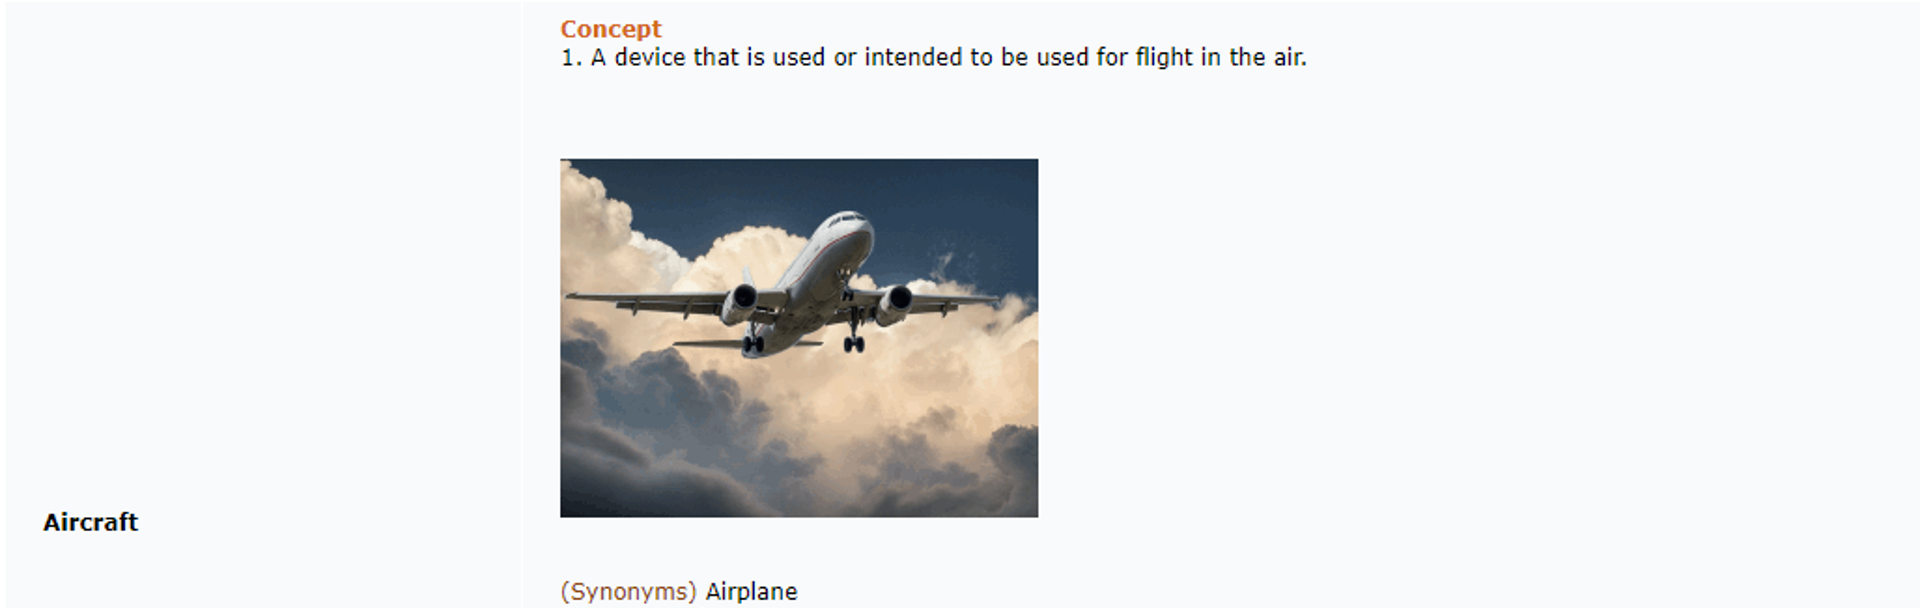 Concept
1. A device that is used or intended to be used for flight in the air.
Aircraft
(Synonyms) Airplane